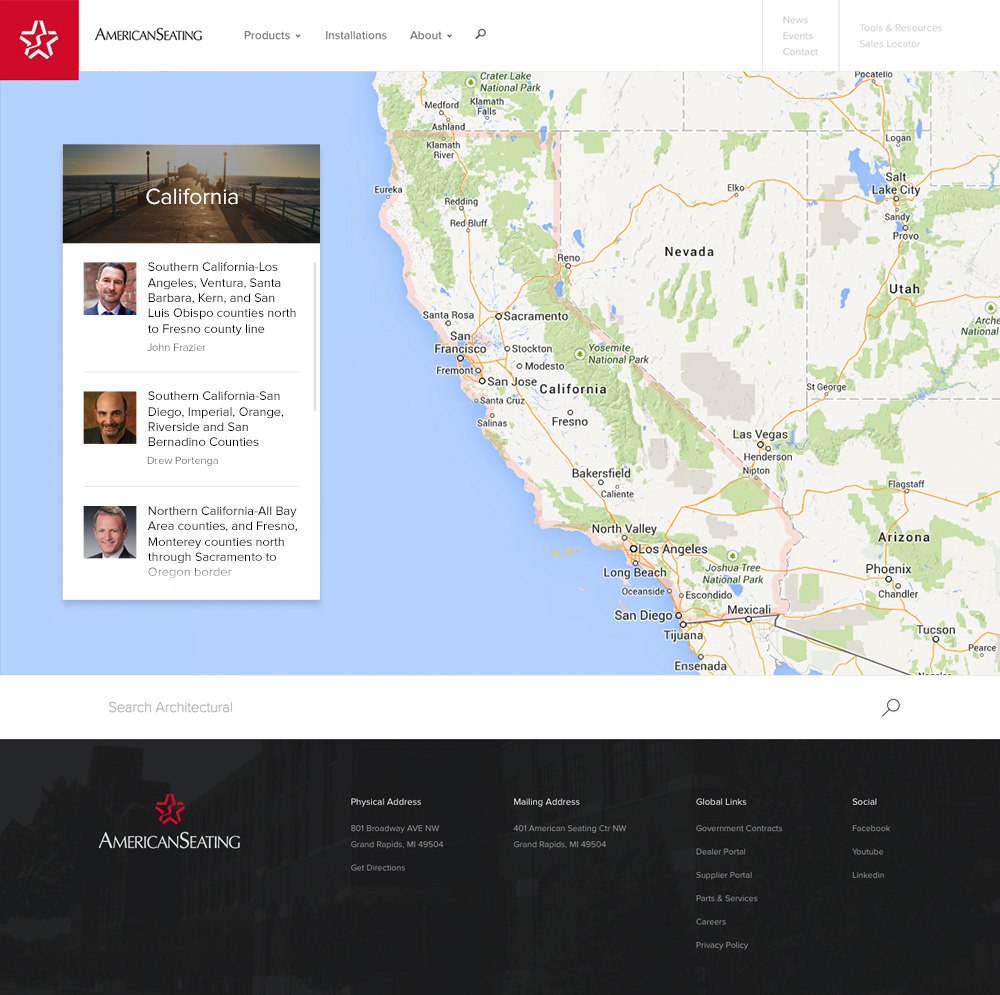 AMERICANSEATING
Products
Installations
About
News
Events
Contact
Tools & Resources
Sales Locator
California
Southern California-Los
Angeles, Ventura, Santa
Barbara, Kern, and San
Luis Obispo counties north
to Fresno county line
John Frazier
Southern California-San
Diego, Imperial, Orange,
Riverside and San
Bernadino Counties
Drew Portenga
Northern California-All Bay
Area counties, and Fresno,
Monterey counties north
through Sacramento to
Oregon border
Crater Lake
National Park
Pocatello
Medford
Klamath
Falls
Ashland
Klamath
River
Logan
Eureka
Redding
Red Bluff
Elko
Salt
Lake City
Sandy
Provo
Reno
Nevada
Utah
Santa Rosa
Sacramento
San
Francisco
Stockton
Yosemite
National Park
Fremont
Modesto
San Jose
California
Santa Cruz
Salinas
Fresno
St George
Las Vegas
Henderson
Nipton
Bakersfield
Caliente
Flagstaff
North Valley
Los Angeles
Arizona
Long Beach
Joshua Tree
National Park
Phoenix
Chandler
Oceanside
Escondido
San Diego
Mexicali
Tijuana
Tucson
Pearce
Ensenada
Arche
National
Search Architectural
AMERICANSEATING
Physical Address
801 Broadway AVE NW
Grand Rapids, MI 49504
Get Directions
Mailing Address
401 American Seating Ctr NW
Grand Rapids, MI 49504
Global Links
Government Contracts
Dealer Portal
Supplier Portal
Parts & Services
Careers
Privacy Policy
Social
Facebook
Youtube
Linkedin